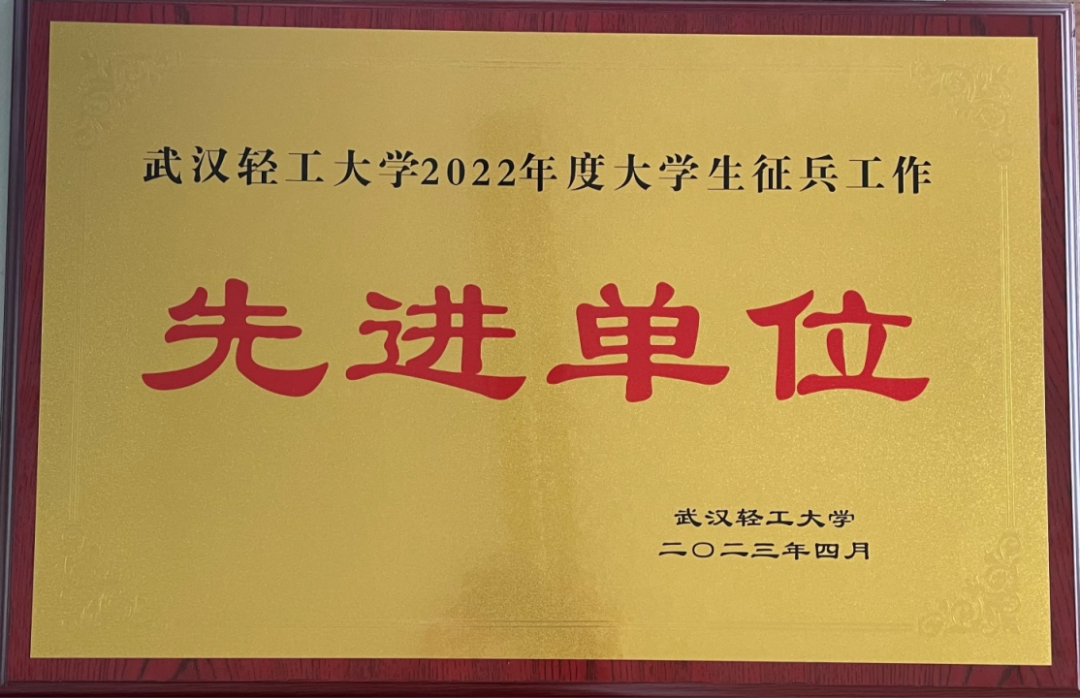 武汉轻工大学2022年度大学生征兵工作
先进单位
武汉轻工大学
二〇二三年四月